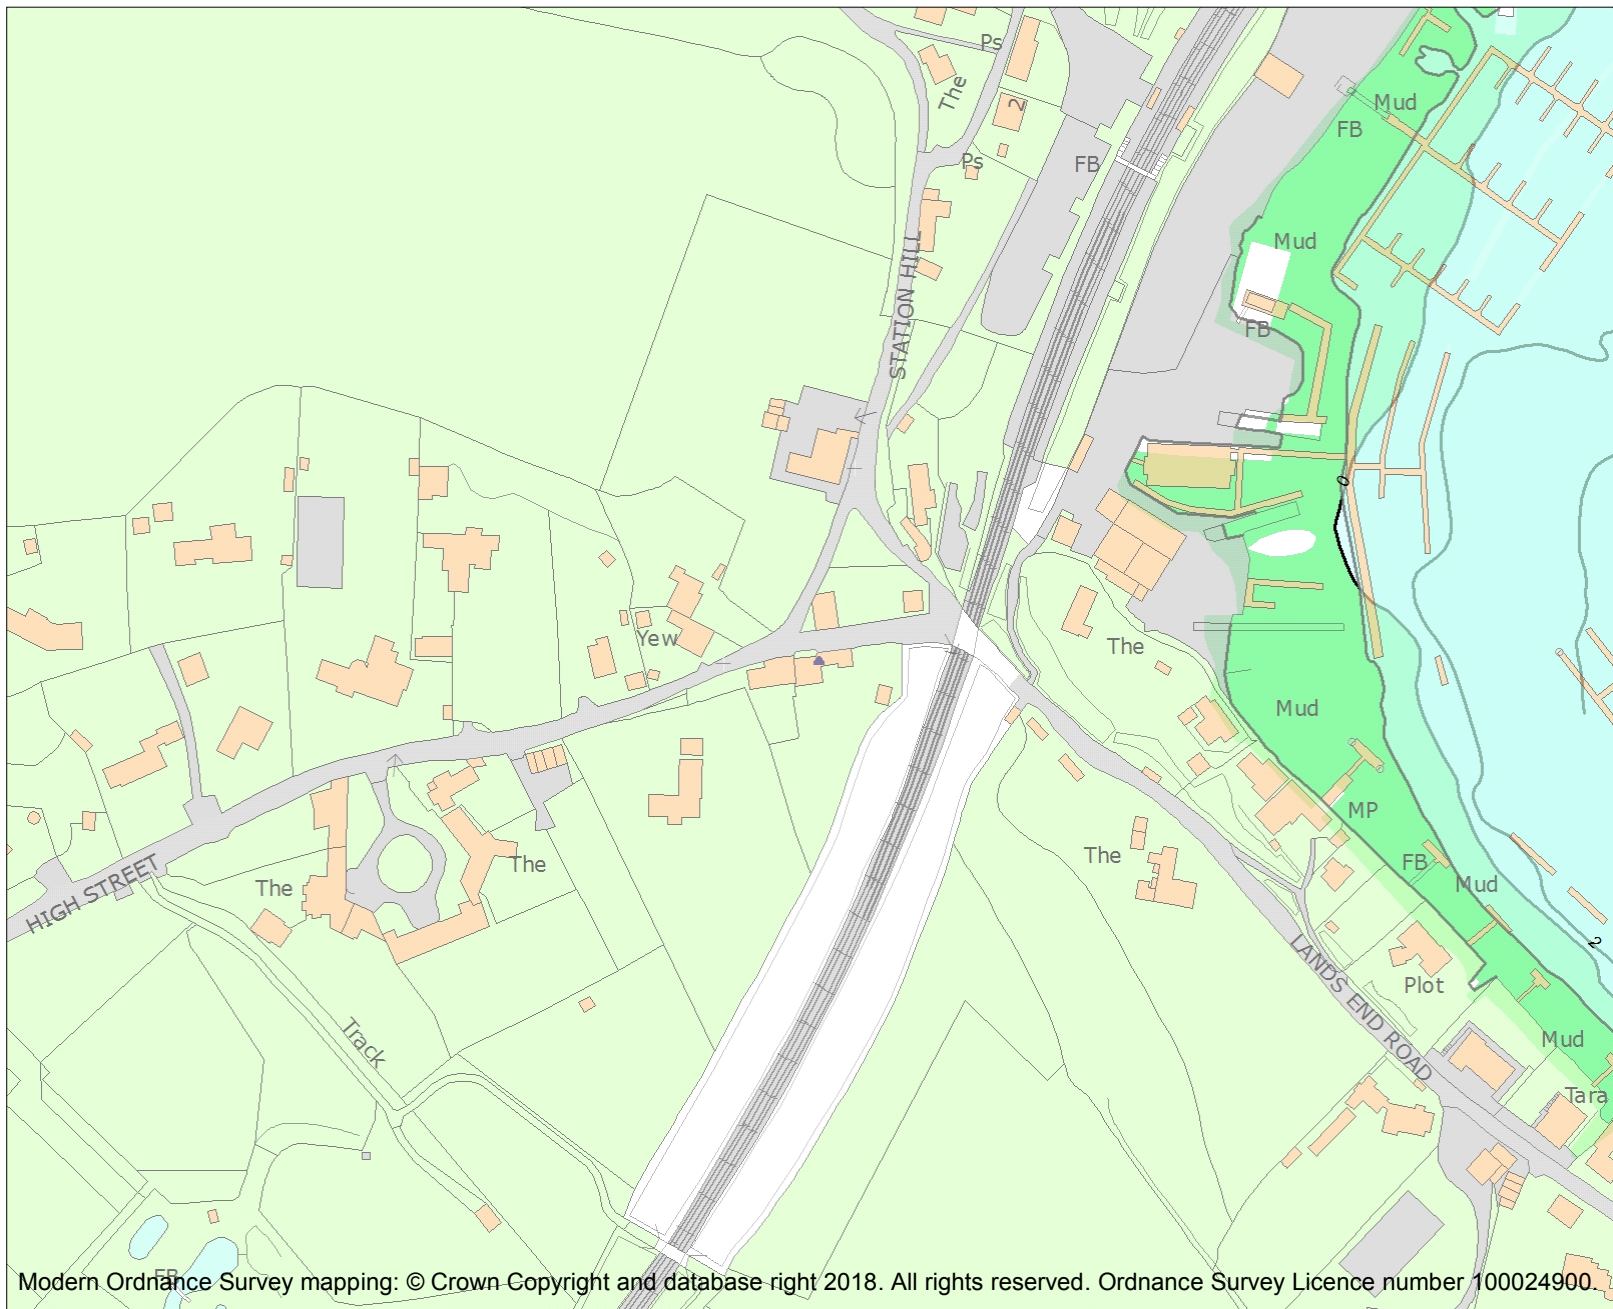 Ps
The
2
Ps
FB
Mud
FB
Mud
FB
STATION HILL
0
Yew
The
Mud
MP
The
FB
Mud
The
The
HIGH STREET
2
LANDS END ROAD
Plot
Track
Mud
Tara
FB
Modern Ordnance Survey mapping: © Crown Copyright and database right 2018. All rights reserved. Ordnance Survey Licence number 100024900.